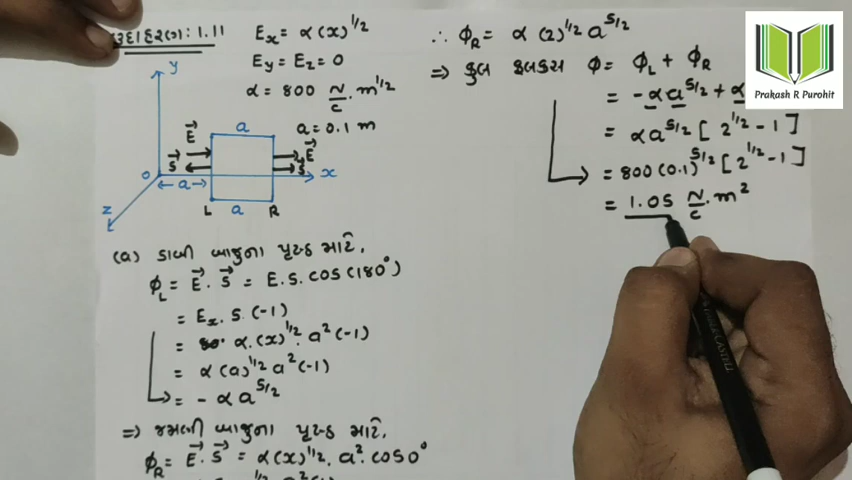 ઉદાહરણ: 1.11
Eₓ = α(x)^1/2
Ey = Ez = 0
α = 800 N/C · m^1/2
a = 0.1 m
y
a
E⃗
E⃗
S⃗
S⃗
O
x
a
z
L
a
R
(a) ડાબી બાજુના પૃષ્ઠ માટે,
ϕL = E⃗ · S⃗ = E.S. cos(180°)
= Eₓ. S. (-1)
= α. (x)^1/2. a²(-1)
= α(a)^1/2 a²(-1)
= - αa^5/2
⇒ જમણી બાજુના પૃષ્ઠ માટે,
ϕR = E⃗ · S⃗ = α(x)^1/2. a². cos0°
∴ ϕR = α(2)^1/2 a^5/2
⇒ કુલ ફ્લક્સ ϕ = ϕL + ϕR
= -αa^5/2 + α
= αa^5/2 [2^1/2 - 1]
= 800(0.1)^5/2 [2^1/2 - 1]
= 1.05 N/C · m²
Prakash R Purohit